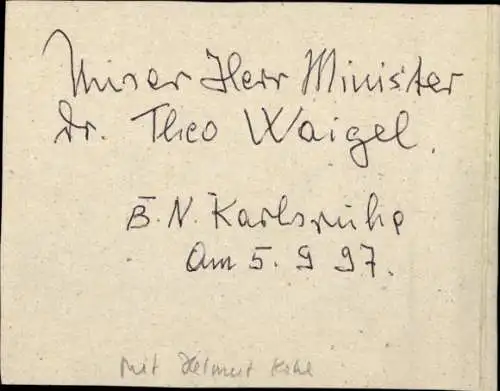 Unser Herr Minister
Dr. Theo Waigel.
B. N. Karlsruhe
Am 5. 9 97.
mit Helmut Kohl